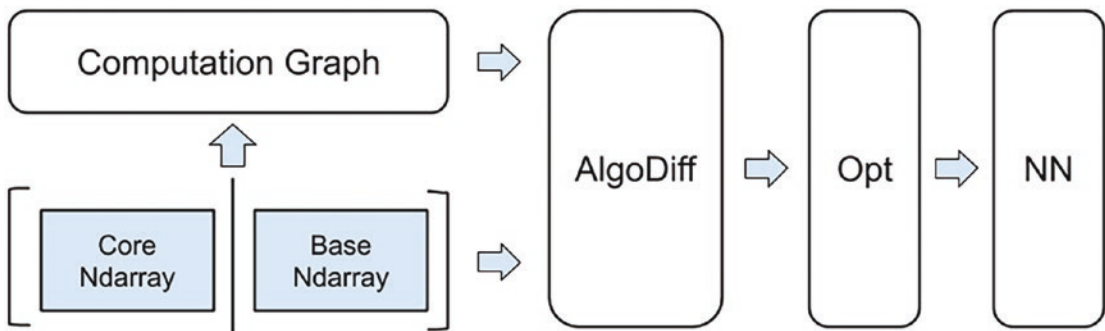 Computation Graph
AlgoDiff
Opt
NN
Core
Ndarray
Base
Ndarray